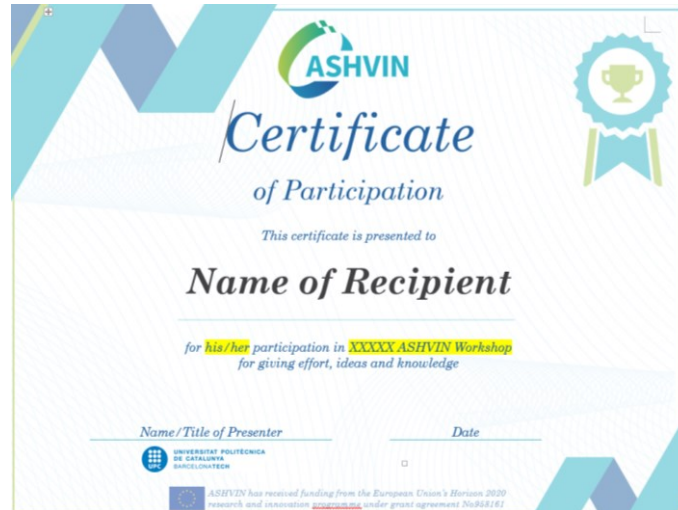 ASHVIN
Certificate
of Participation
This certificate is presented to
Name of Recipient
for his/her participation in XXXXX ASHVIN Workshop
for giving effort, ideas and knowledge
Name/Title of Presenter
Date
UNIVERSITAT POLITÈCNICA
DE CATALUNYA
BARCELONATECH
UPC
ASHVIN has received funding from the European Union's Horizon 2020
research and innovation programme under grant agreement No958161